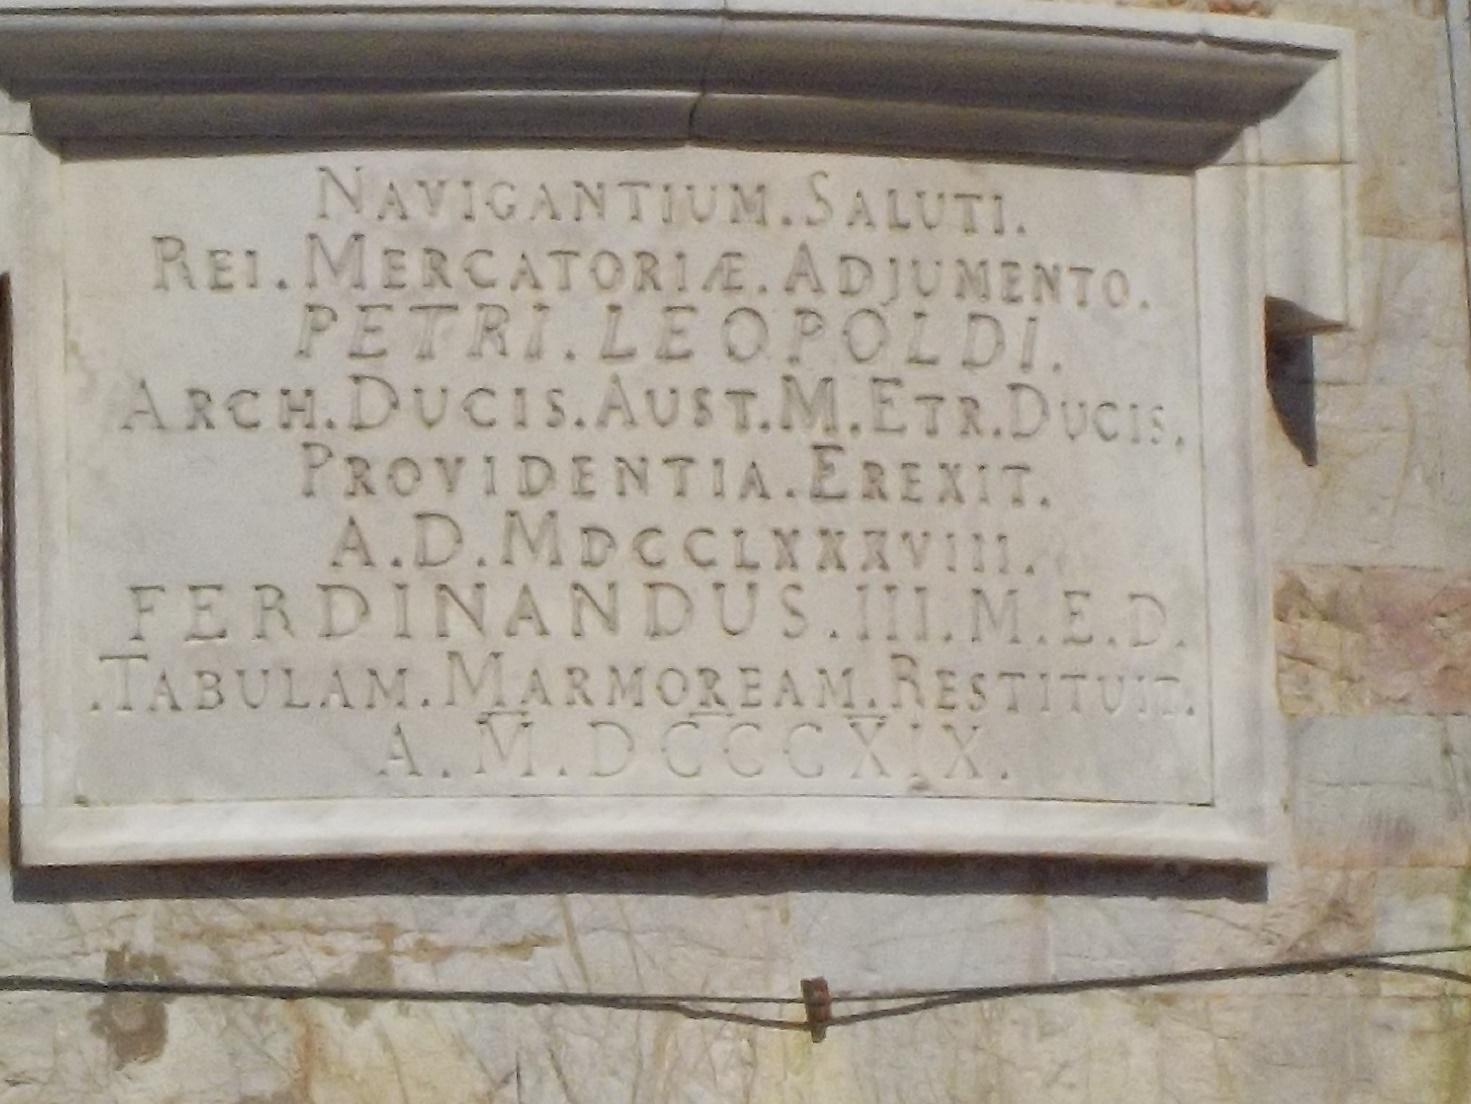 NAVIGANTIUM.SALUTI.
REI.MERCATORIÆ.ADJUMENTO.
PETRI.LEOPOLDI.
ARCH.DUCIS.AUST.M.ETR.DUCIS.
PROVIDENTIA.EREXIT.
A.D.MDCCLXXXVIII.
FERDINANDUS.III.M.E.D.
.TABULAM.MARMOREAM.RESTITUIT.
A.M.DCCCXIX.